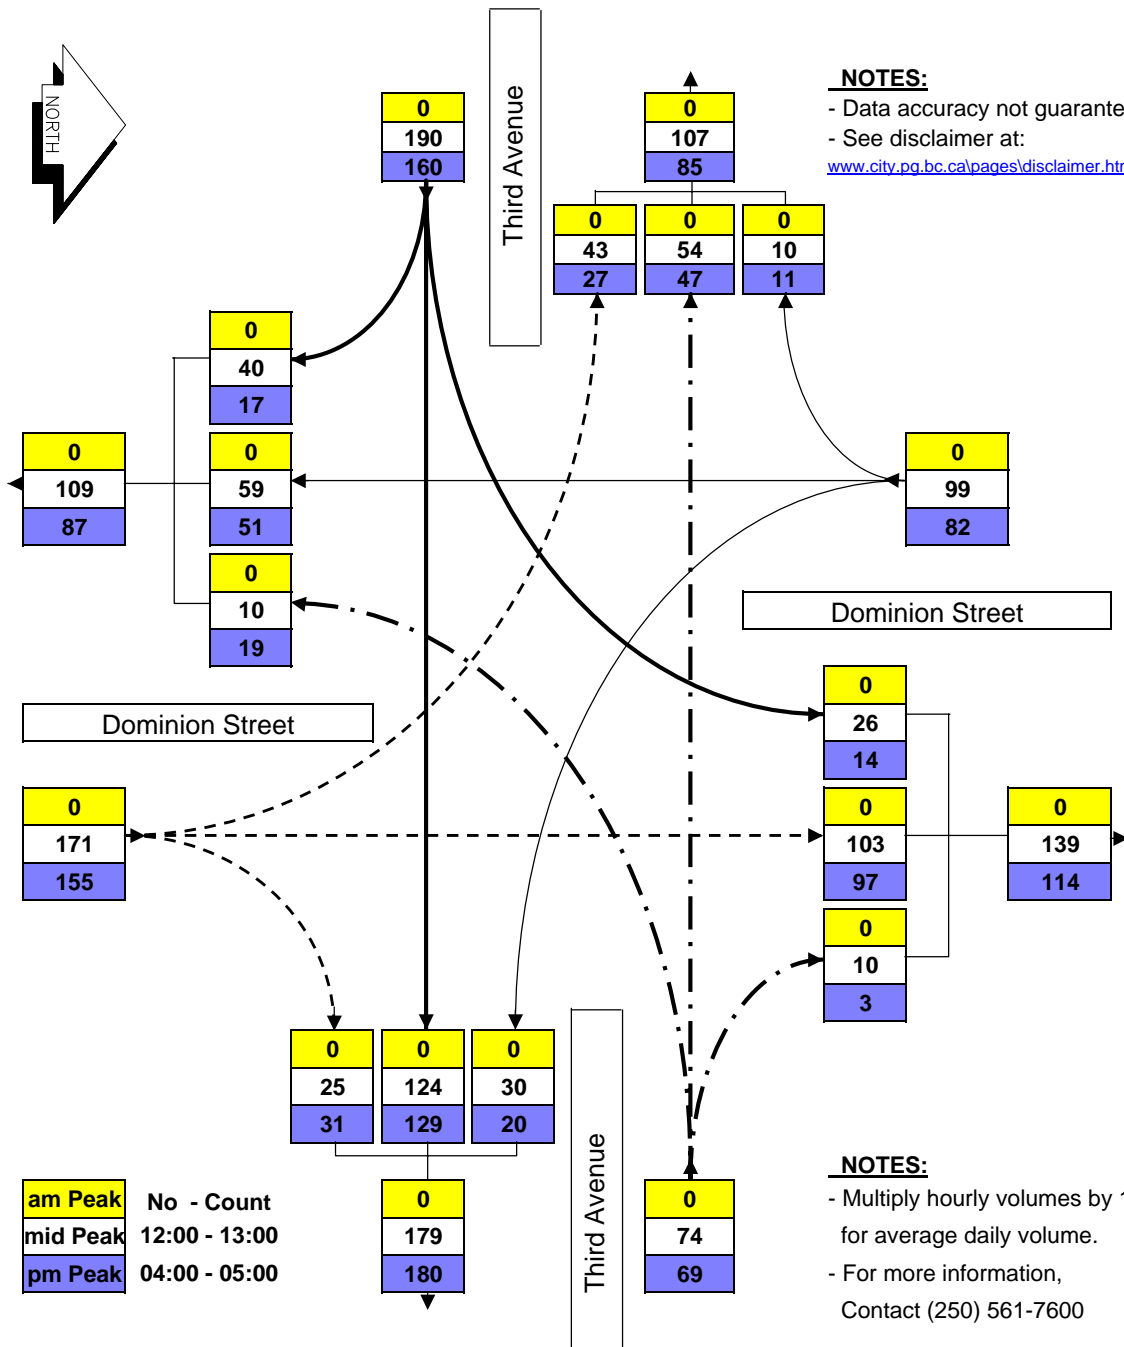 NORTH
0
190
160
Third Avenue
0
107
85
NOTES:
- Data accuracy not guarante
- See disclaimer at:
www.city.pg.bc.ca\pages\disclaimer.htm
0 0 0
43 54 10
27 47 11
0
40
17
0
109
87
0
59
51
0
99
82
0
10
19
Dominion Street
Dominion Street
0
26
14
0
171
155
0
103
97
0
139
114
0
10
3
0 0 0
25 124 30
31 129 20
Third Avenue
am Peak No - Count
mid Peak 12:00 - 13:00
pm Peak 04:00 - 05:00
0
179
180
0
74
69
NOTES:
- Multiply hourly volumes by
for average daily volume.
- For more information,
Contact (250) 561-7600